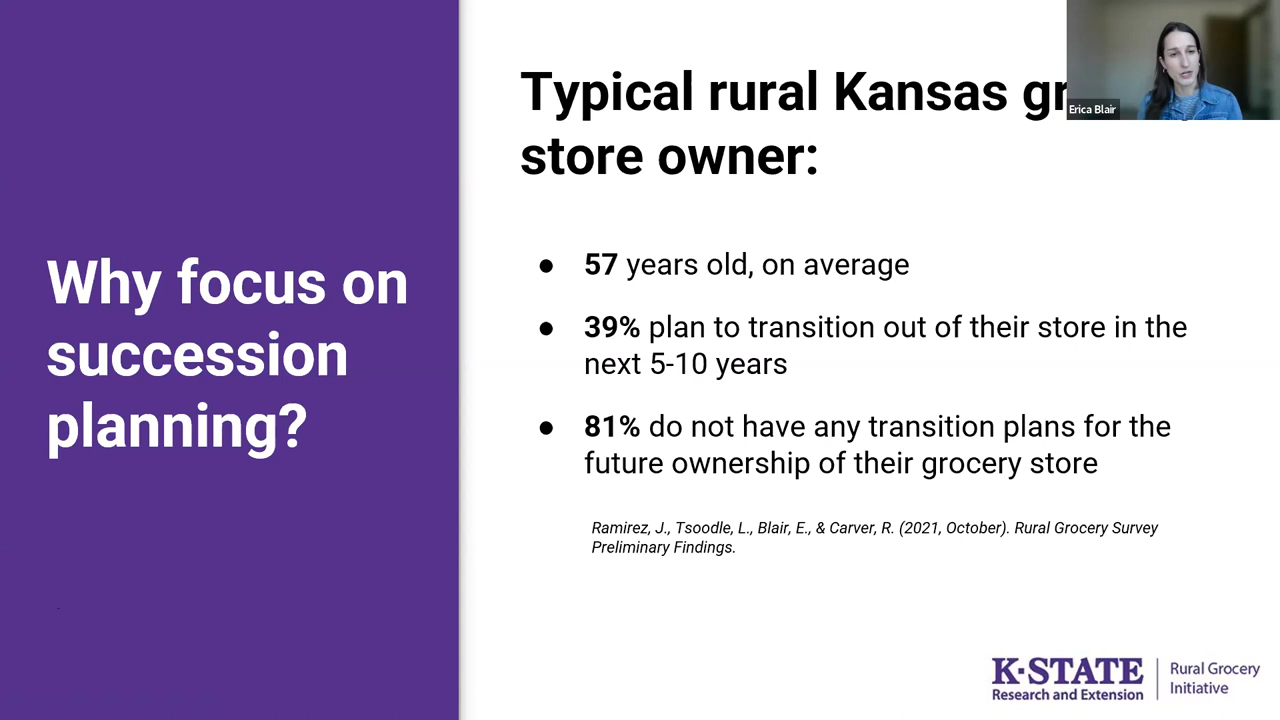 Why focus on
succession
planning?
Typical rural Kansas
store owner:
Erica Blair
● 57 years old, on average
● 39% plan to transition out of their store in the
next 5-10 years
● 81% do not have any transition plans for the
future ownership of their grocery store
Ramirez, J., Tsoodle, L., Blair, E., & Carver, R. (2021, October). Rural Grocery Survey
Preliminary Findings.
K·STATE
Research and Extension
Rural Grocery
Initiative